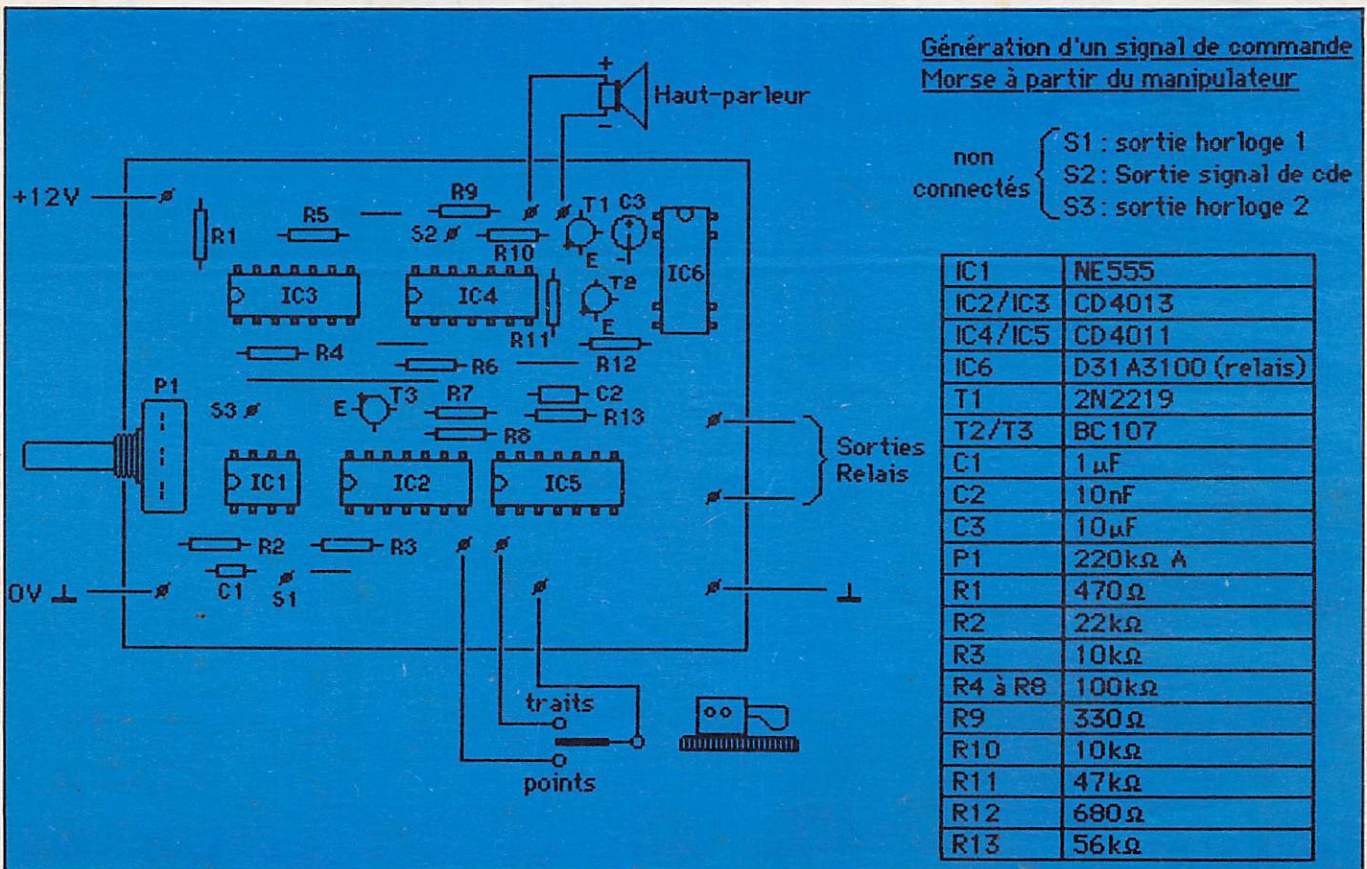 Génération d'un signal de commande
Morse à partir du manipulateur
+
Haut-parleur
-
non
connectés
S1 : sortie horloge 1
S2 : Sortie signal de cde
S3 : sortie horloge 2
+12V
R1
R5
R9
S2
R10
T1
C3
E
-
IC3
IC4
R11
T2
E
IC6
R4
R6
R12
P1
S3
E
T3
R7
C2
R13
R8
Sorties
Relais
IC1
IC2
IC5
R2
R3
0V
C1
S1
traits
points
IC1 NE555
IC2/IC3 CD4013
IC4/IC5 CD4011
IC6 D31A3100 (relais)
T1 2N2219
T2/T3 BC107
C1 1µF
C2 10nF
C3 10µF
P1 220kΩ A
R1 470Ω
R2 22kΩ
R3 10kΩ
R4 à R8 100kΩ
R9 330Ω
R10 10kΩ
R11 47kΩ
R12 680Ω
R13 56kΩ